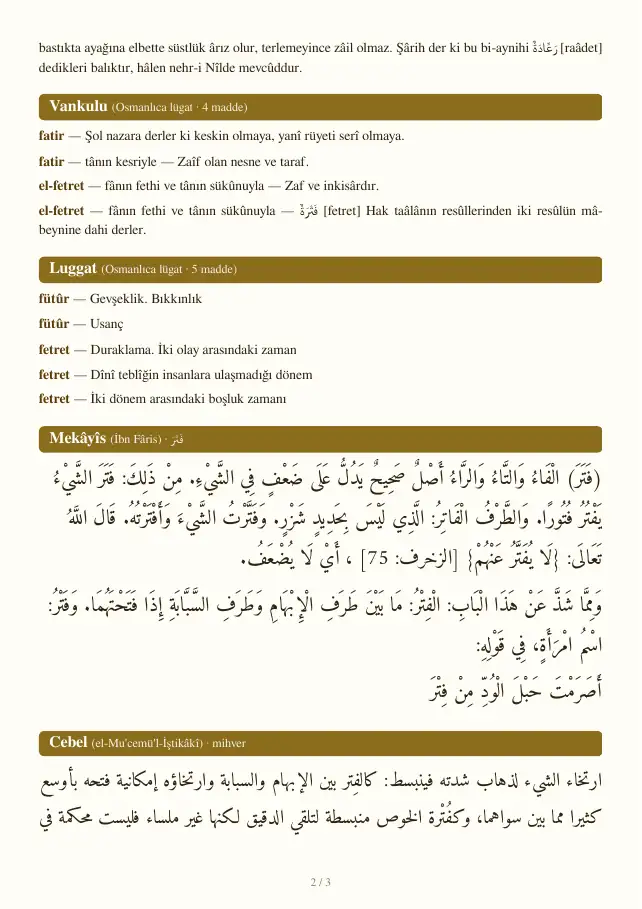 bastıkta ayağına elbette süstlük ârız olur, terlemeyince zâil olmaz. Şârih der ki bu bi-aynihi رَعَّادَةٌ [raâdet]
dedikleri balıktır, hâlen nehr-i Nîlde mevcûddur.
Vankulu (Osmanlıca lügat · 4 madde)
fatir — Şol nazara derler ki keskin olmaya, yanî rüyeti serî olmaya.
fatir — tânın kesriyle — Zaîf olan nesne ve taraf.
el-fetret — fânın fethi ve tânın sükûnuyla — Zaf ve inkisârdır.
el-fetret — fânın fethi ve tânın sükûnuyla — فَتْرَةٌ [fetret] Hak taâlânın resûllerinden iki resûlün mâ-
beynine dahi derler.
Luggat (Osmanlıca lügat · 5 madde)
fütûr — Gevşeklik. Bıkkınlık
fütûr — Usanç
fetret — Duraklama. İki olay arasındaki zaman
fetret — Dînî teblîğin insanlara ulaşmadığı dönem
fetret — İki dönem arasındaki boşluk zamanı
Mekâyîs (İbn Fâris) · فَتَرَ
(فَتَرَ) الْفَاءُ وَالتَّاءُ وَالرَّاءُ أَصْلٌ صَحِيحٌ يَدُلُّ عَلَى ضَعْفٍ فِي الشَّيْءِ. مِنْ ذَلِكَ: فَتَرَ الشَّيْءُ
يَفْتُرُ فُتُورًا. وَالطَّرْفُ الْفَاتِرُ: الَّذِي لَيْسَ بِحَدِيدٍ شَزْرٍ. وَفَتَّرْتُ الشَّيْءَ وَأَفْتَرْتُهُ. قَالَ اللَّهُ
تَعَالَى: {لَا يُفَتَّرُ عَنْهُمْ} [الزخرف: 75] ، أَيْ لَا يُضْعَفُ.
وَمِمَّا شَذَّ عَنْ هَذَا الْبَابِ: الْفِتْرُ: مَا بَيْنَ طَرَفِ الْإِبْهَامِ وَطَرَفِ السَّبَّابَةِ إِذَا فَتَحْتَهُمَا. وَفَتْرُ:
اسْمُ امْرَأَةٍ، فِي قَوْلِهِ:
أَصَرَمْتَ حَبْلَ الْوُدِّ مِنْ فِتْرَ
Cebel (el-Mu'cemü'l-İştikâkî) · mihver
ارتخاء الشيء لذهاب شدته فينبسط: كالفِتر بين الإبهام والسبابة وارتخاؤه إمكانية فتحه بأوسع
كثيرا مما بين سواهما، وكفُتْرة الخوص منبسطة لتلقي الدقيق لكنها غير ملساء فليست محكمة في
2 / 3